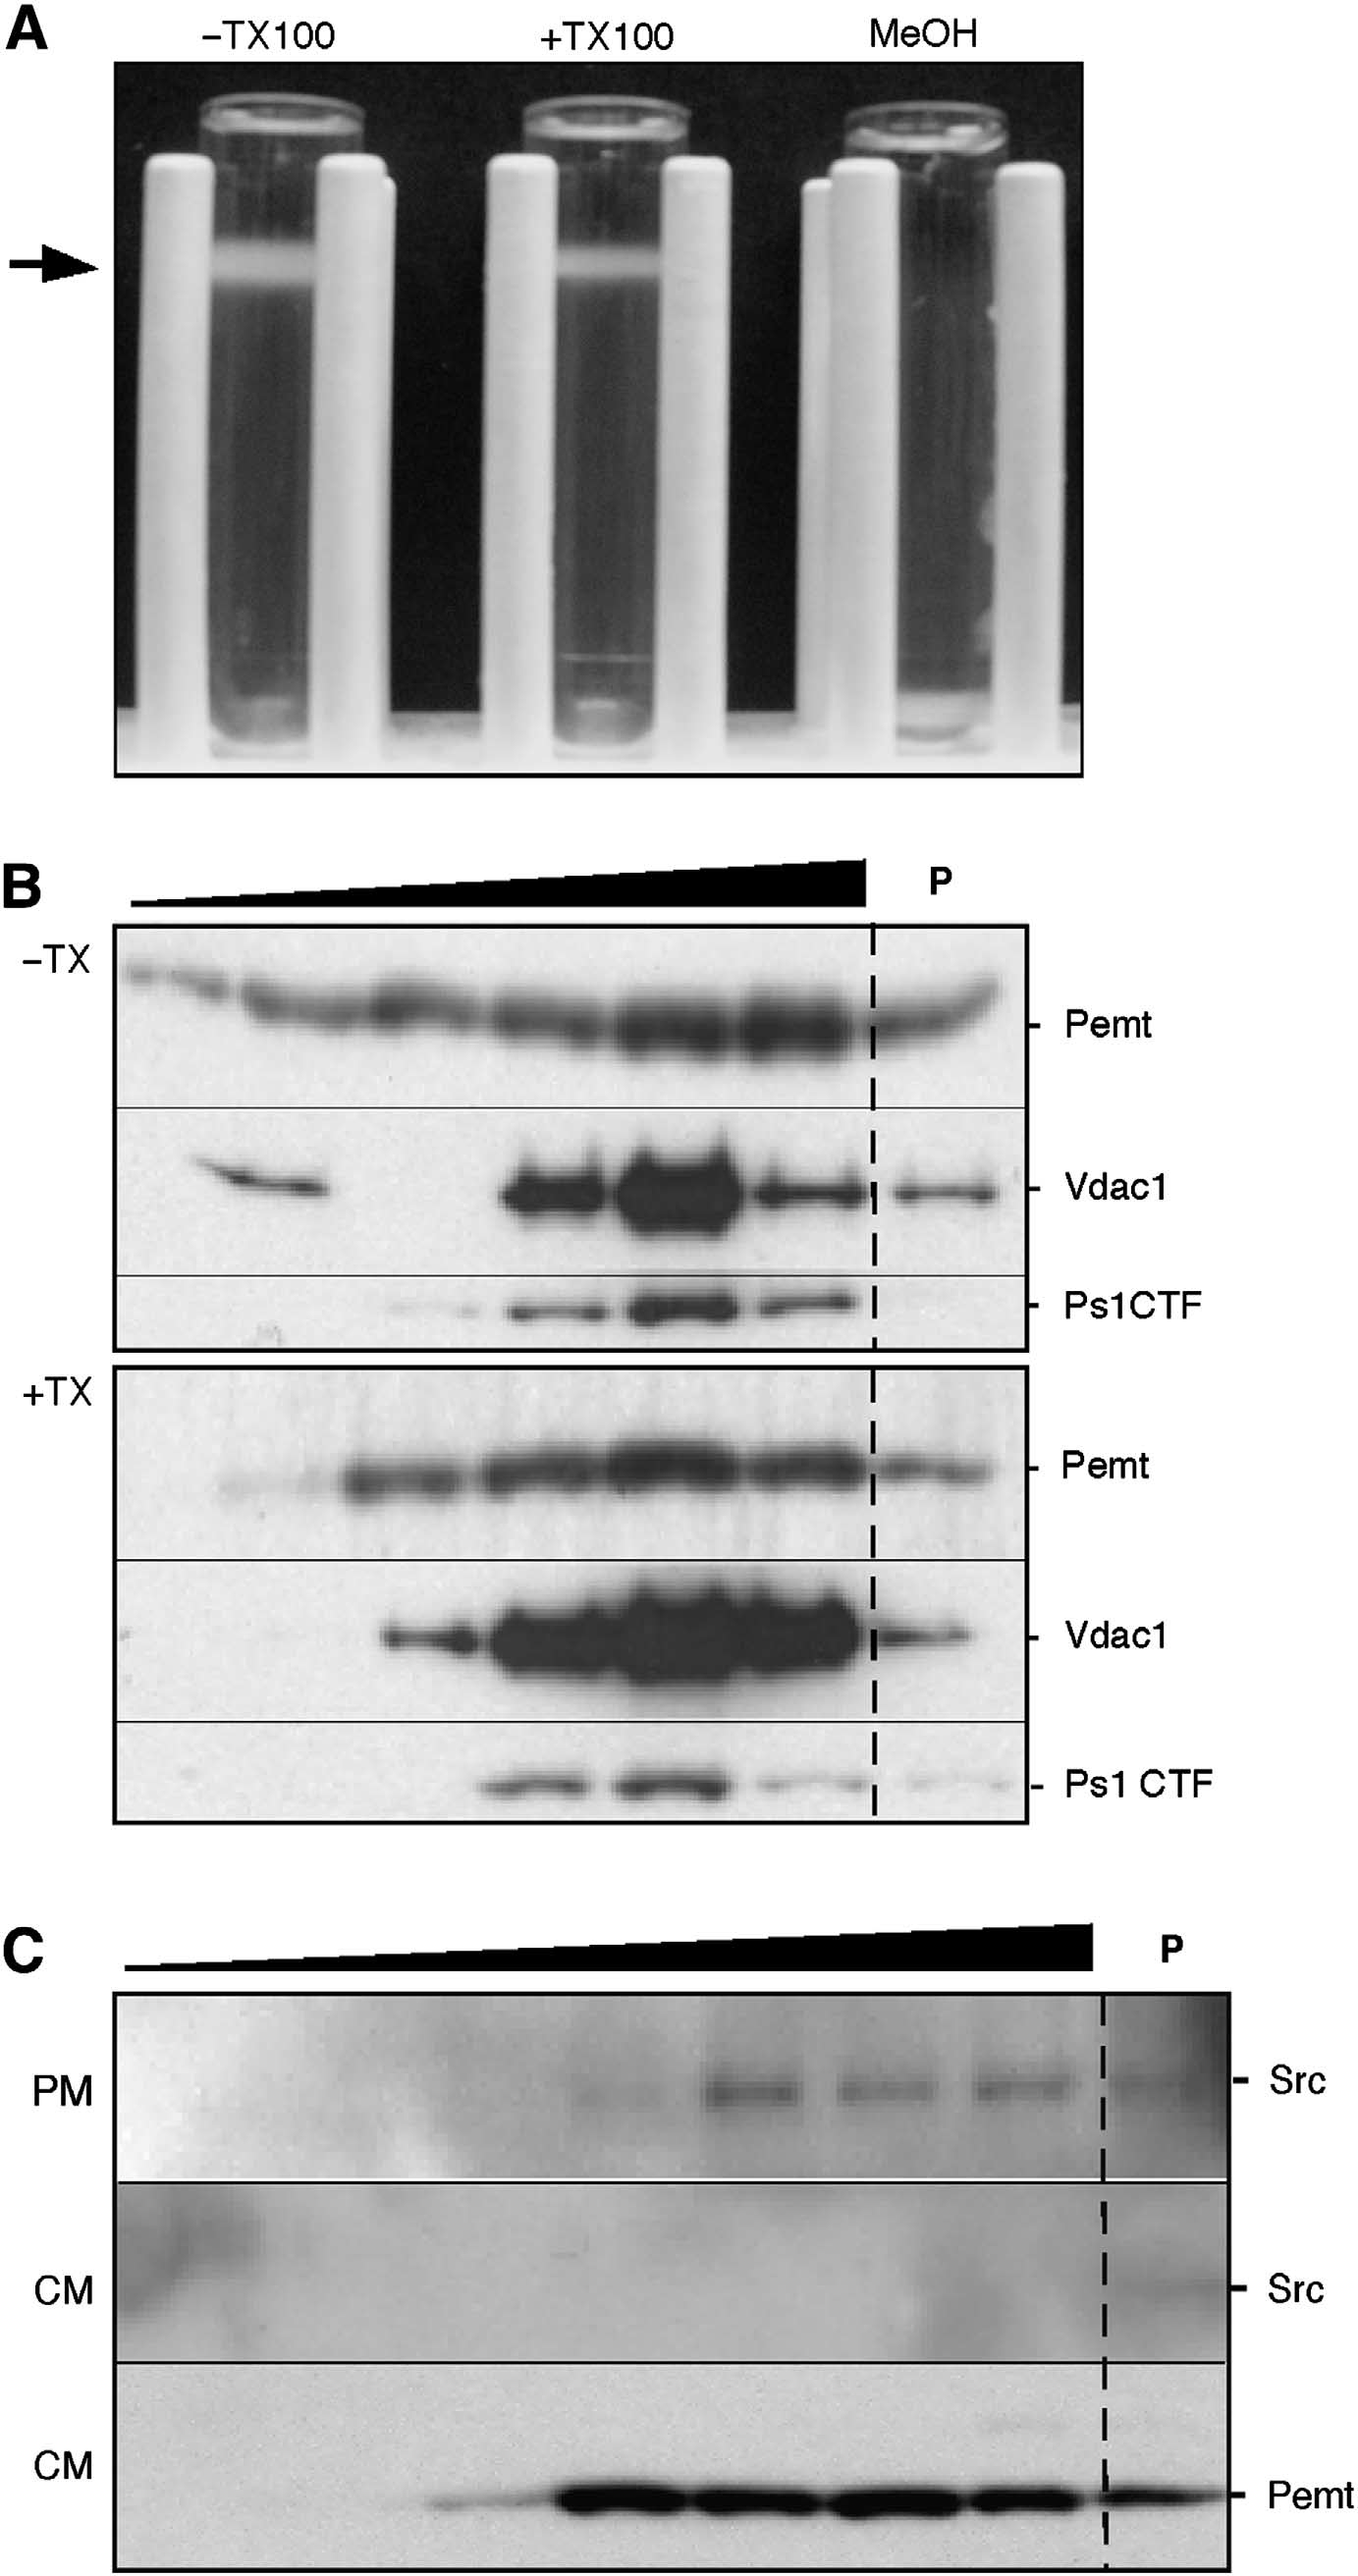 A
–TX100 +TX100 MeOH
B
P
–TX
Pemt
Vdac1
Ps1CTF
+TX
Pemt
Vdac1
Ps1 CTF
C
P
PM
Src
CM
Src
CM
Pemt